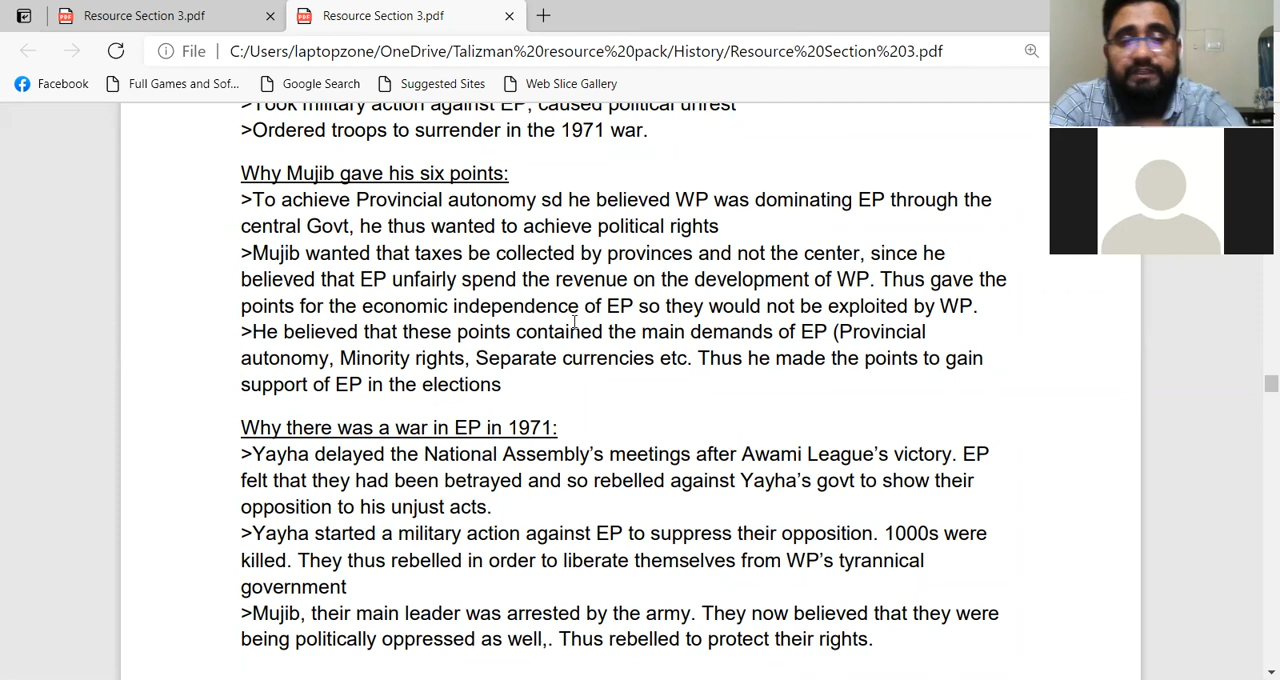 Resource Section 3.pdf
Resource Section 3.pdf
File
C:/Users/laptopzone/OneDrive/Talizman%20resource%20pack/History/Resource%20Section%203.pdf
Facebook
Full Games and Sof...
Google Search
Suggested Sites
Web Slice Gallery
>Took military action against EP, caused political unrest
>Ordered troops to surrender in the 1971 war.
Why Mujib gave his six points:
>To achieve Provincial autonomy sd he believed WP was dominating EP through the
central Govt, he thus wanted to achieve political rights
>Mujib wanted that taxes be collected by provinces and not the center, since he
believed that EP unfairly spend the revenue on the development of WP. Thus gave the
points for the economic independence of EP so they would not be exploited by WP.
>He believed that these points contained the main demands of EP (Provincial
autonomy, Minority rights, Separate currencies etc. Thus he made the points to gain
support of EP in the elections
Why there was a war in EP in 1971:
>Yayha delayed the National Assembly's meetings after Awami League's victory. EP
felt that they had been betrayed and so rebelled against Yayha's govt to show their
opposition to his unjust acts.
>Yayha started a military action against EP to suppress their opposition. 1000s were
killed. They thus rebelled in order to liberate themselves from WP's tyrannical
government
>Mujib, their main leader was arrested by the army. They now believed that they were
being politically oppressed as well,. Thus rebelled to protect their rights.